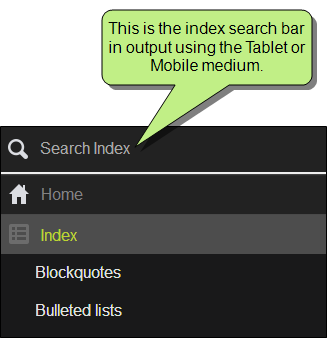 This is the index search bar
in output using the Tablet or
Mobile medium.
Search Index
Home
Index
Blockquotes
Bulleted lists